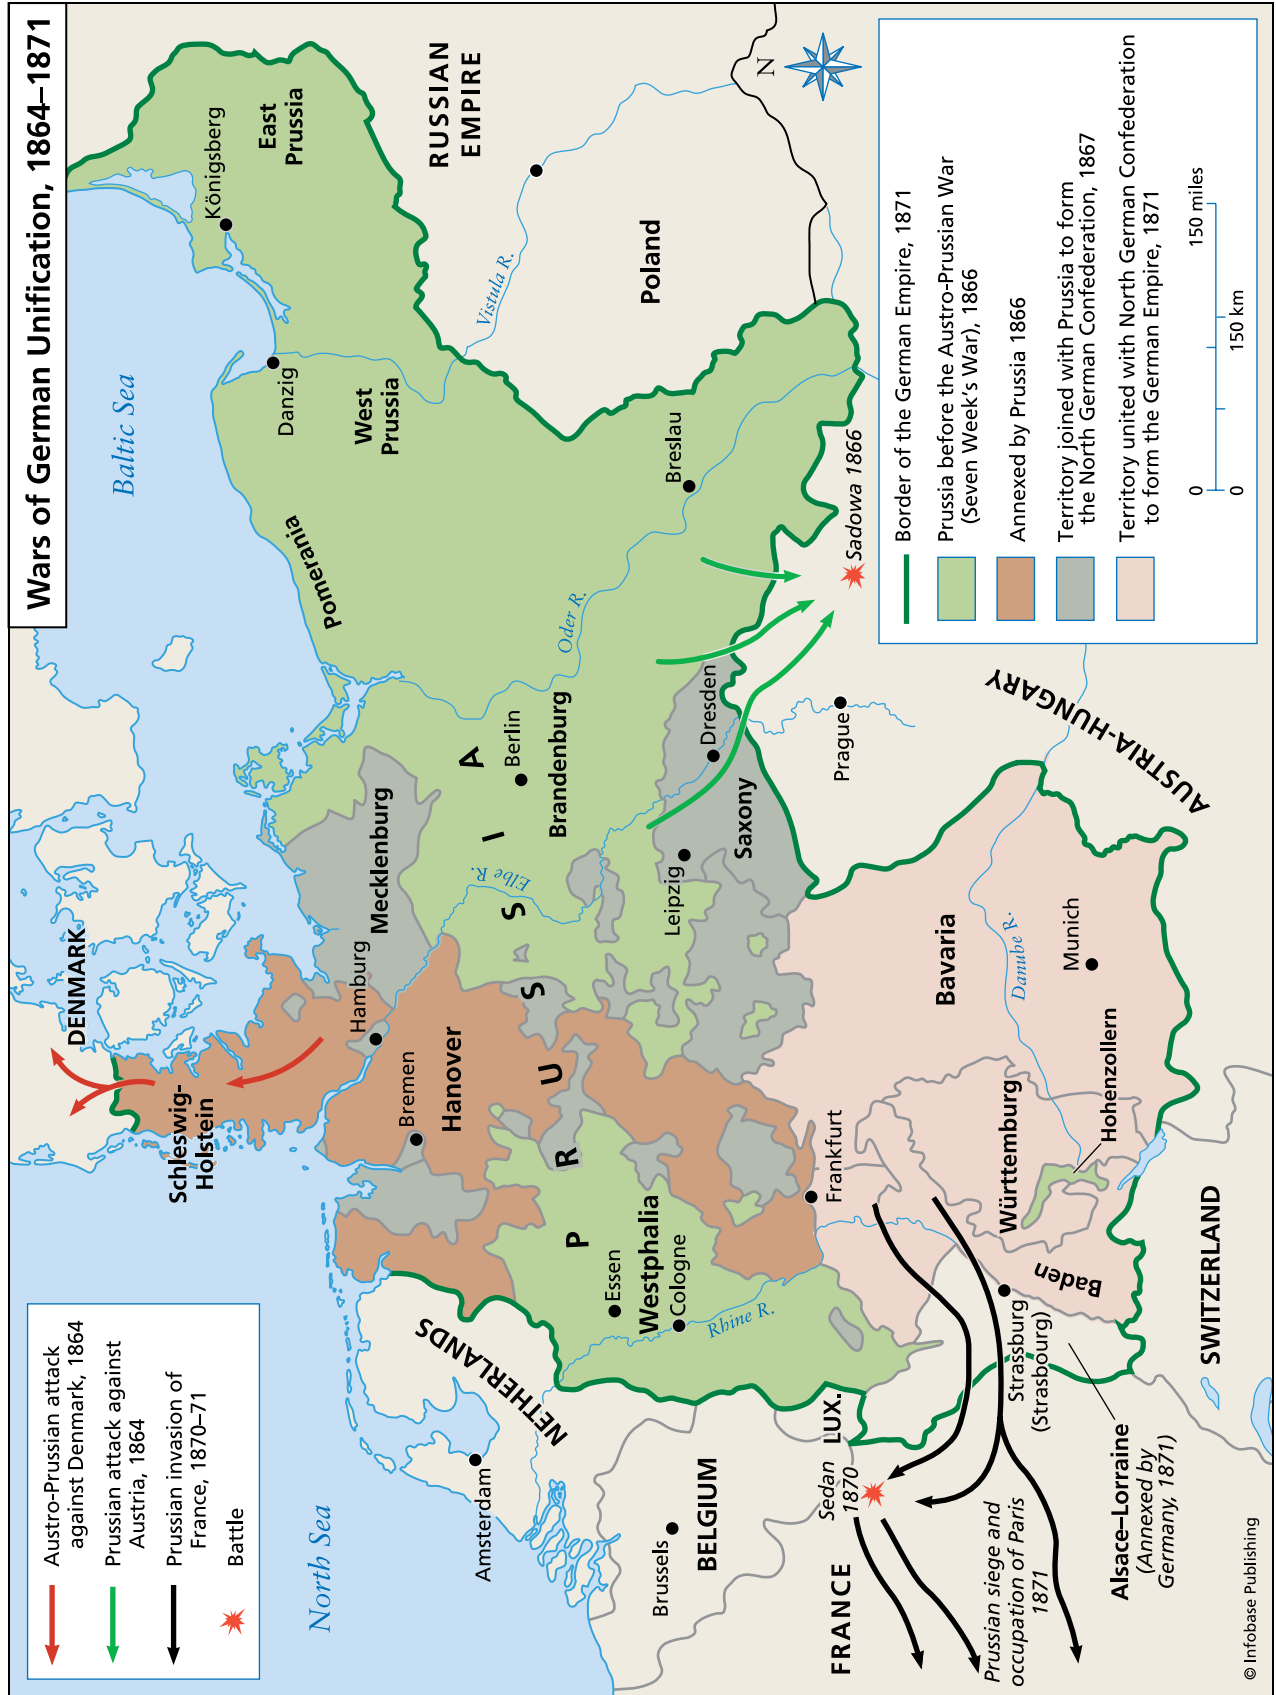 Wars of German Unification, 1864–1871
Austro-Prussian attack
against Denmark, 1864
Prussian attack against
Austria, 1864
Prussian invasion of
France, 1870–71
Battle
North Sea
Baltic Sea
DENMARK
Schleswig-
Holstein
Hamburg
Bremen
Hanover
Mecklenburg
Pomerania
Danzig
Königsberg
East
Prussia
West
Prussia
RUSSIAN
EMPIRE
Vistula R.
Poland
NETHERLANDS
Amsterdam
Brussels
BELGIUM
LUX.
PRUSSIA
Essen
Westphalia
Cologne
Rhine R.
Elbe R.
Berlin
Brandenburg
Oder R.
Breslau
Leipzig
Dresden
Saxony
Sadowa 1866
Prague
AUSTRIA-HUNGARY
Frankfurt
Bavaria
Danube R.
Munich
Württemburg
Hohenzollern
Baden
Strassburg
(Strasbourg)
Sedan
1870
FRANCE
Prussian siege and
occupation of Paris
1871
Alsace–Lorraine
(Annexed by
Germany, 1871)
SWITZERLAND
N
Border of the German Empire, 1871
Prussia before the Austro-Prussian War
(Seven Week's War), 1866
Annexed by Prussia 1866
Territory joined with Prussia to form
the North German Confederation, 1867
Territory united with North German Confederation
to form the German Empire, 1871
0 150 miles
0 150 km
© Infobase Publishing